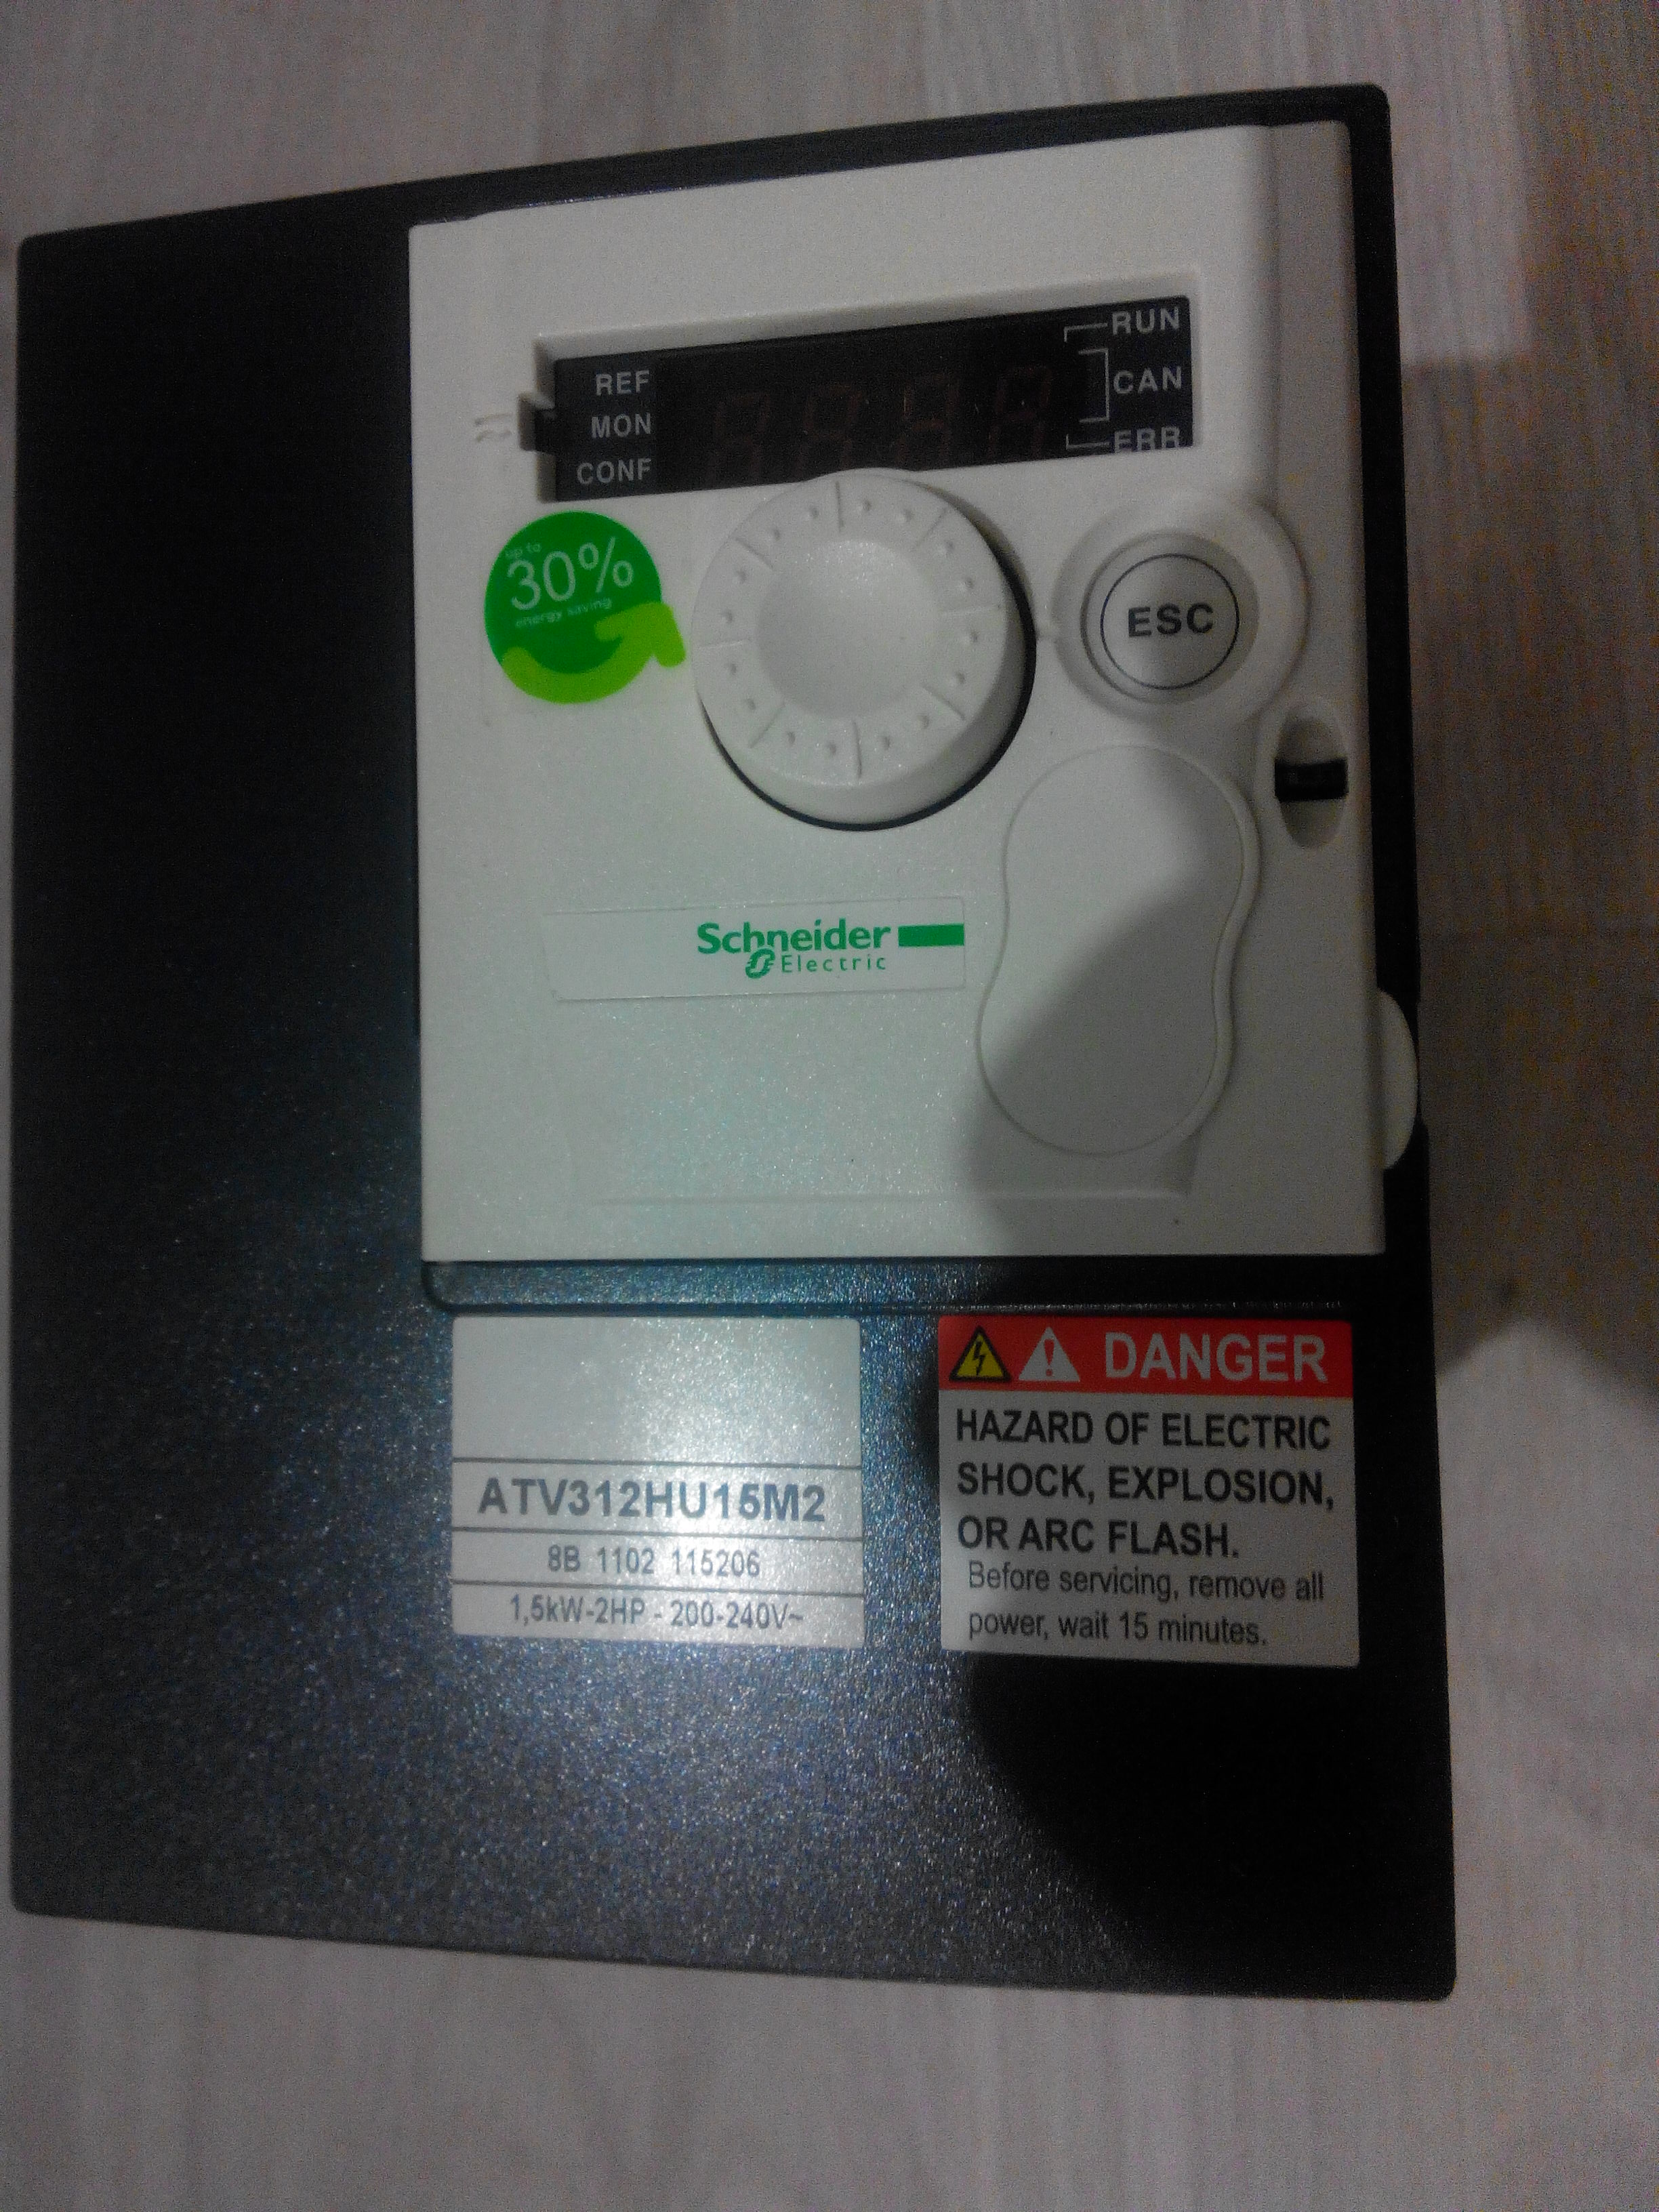 REF
MON
CONF
RUN
CAN
ERR
up to
30%
energy saving
ESC
Schneider
Electric
ATV312HU15M2
8B 1102 115206
1,5kW-2HP - 200-240V~
DANGER
HAZARD OF ELECTRIC
SHOCK, EXPLOSION,
OR ARC FLASH.
Before servicing, remove all
power, wait 15 minutes.